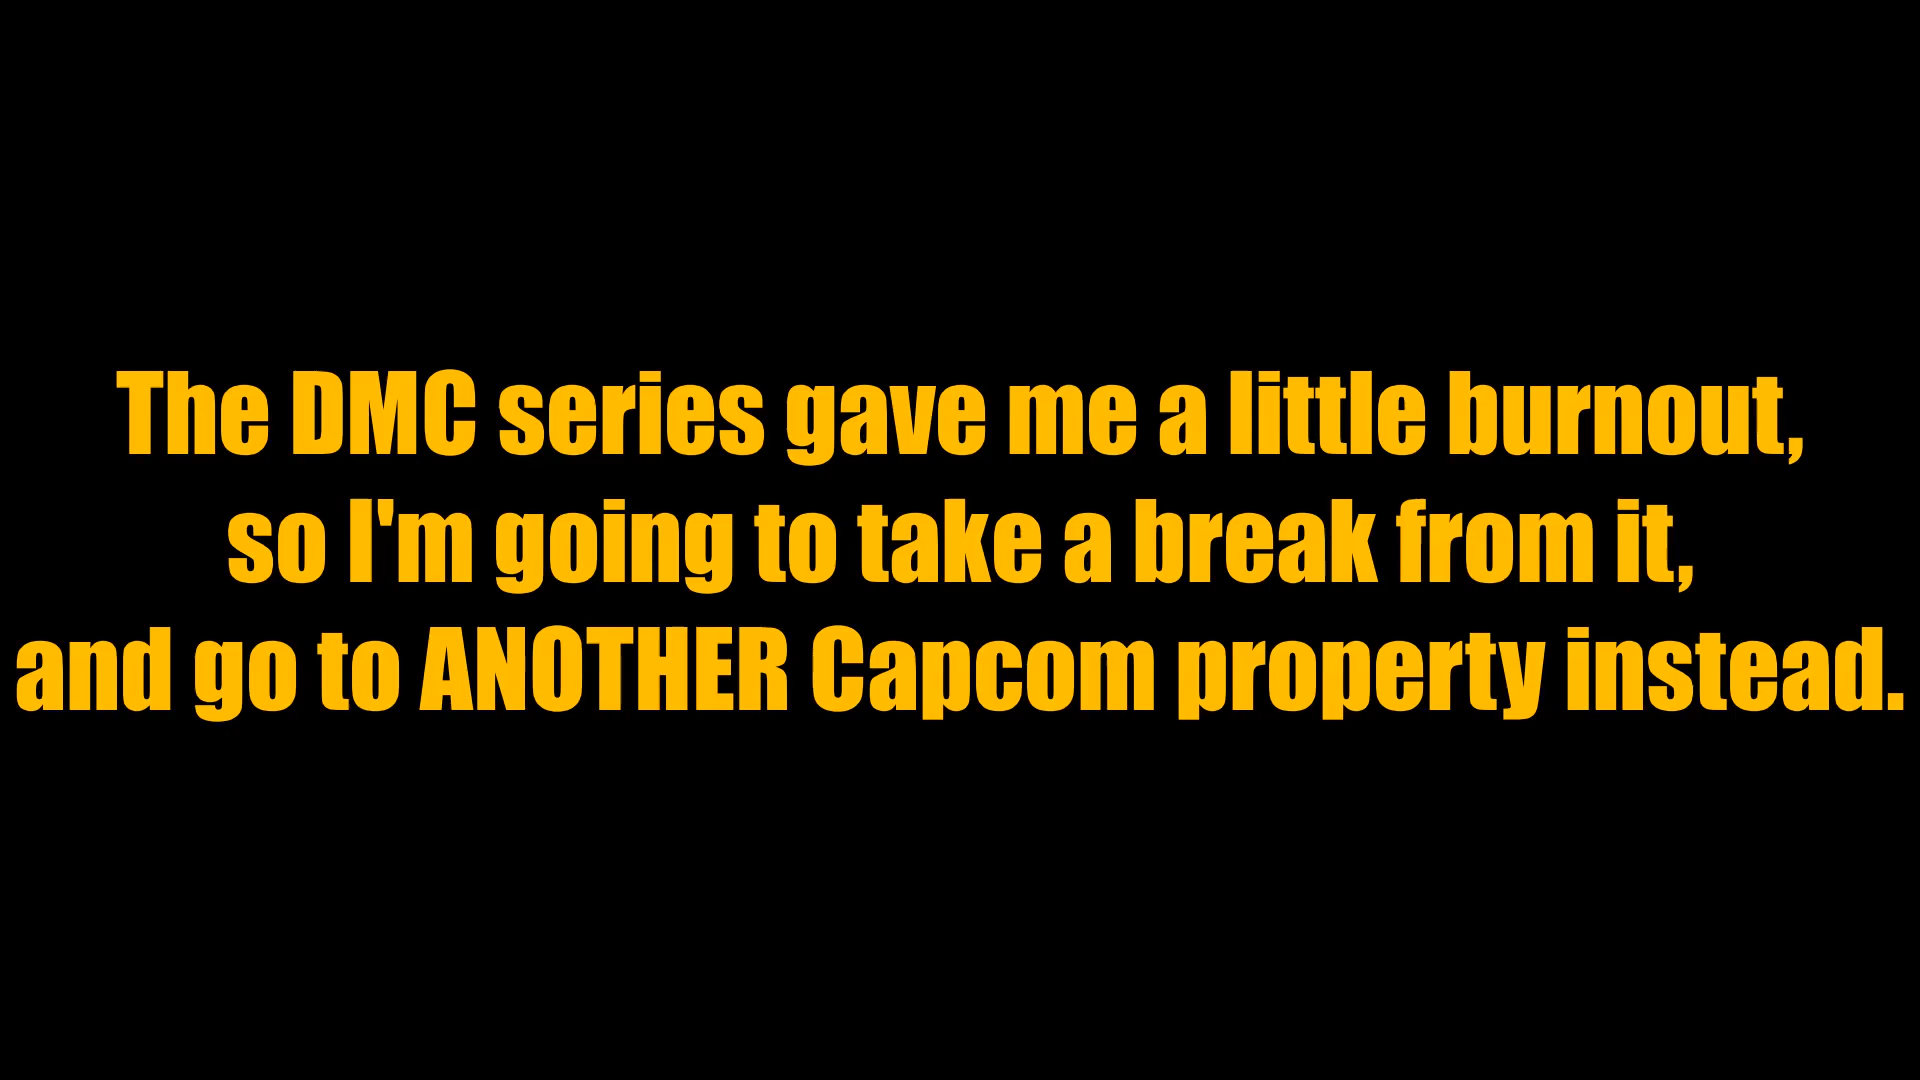 The DMC series gave me a little burnout,
so I'm going to take a break from it,
and go to ANOTHER Capcom property instead.